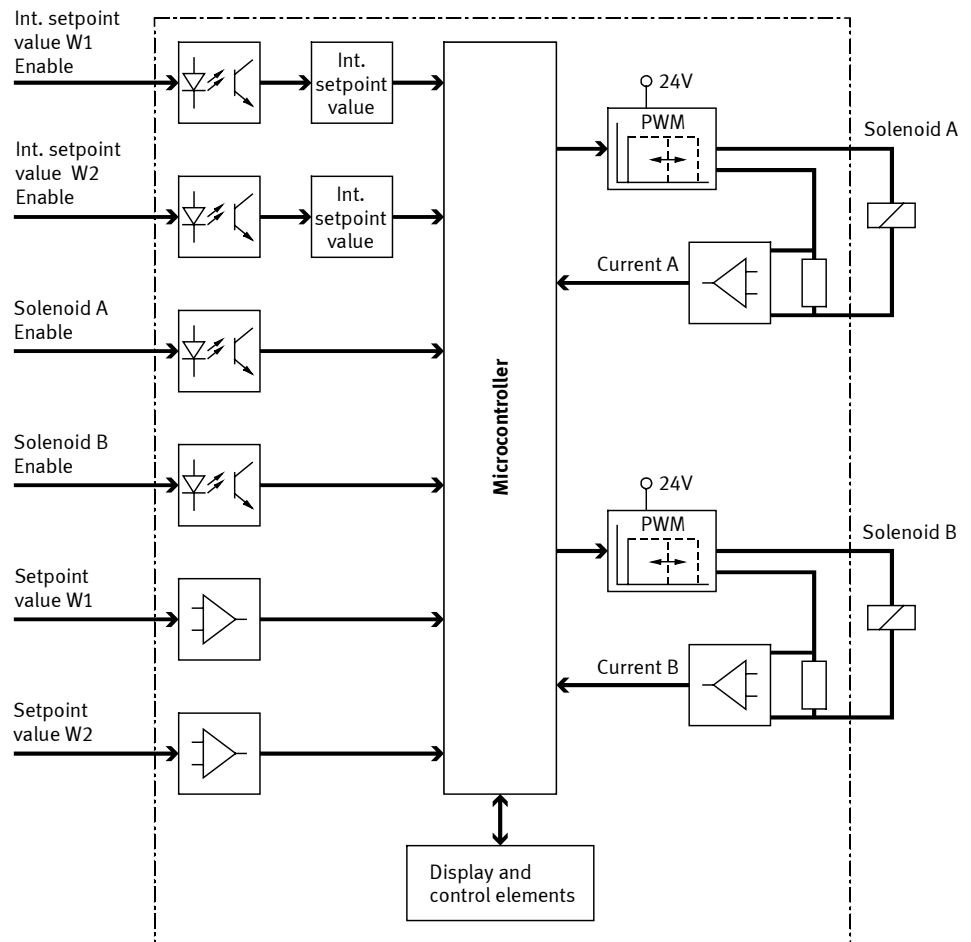 Int. setpoint
value W1
Enable
Int.
setpoint
value
24V
PWM
Solenoid A
Int. setpoint
value W2
Enable
Int.
setpoint
value
Current A
Solenoid A
Enable
Microcontroller
Solenoid B
Enable
24V
PWM
Solenoid B
Setpoint
value W1
Current B
Setpoint
value W2
Display and
control elements